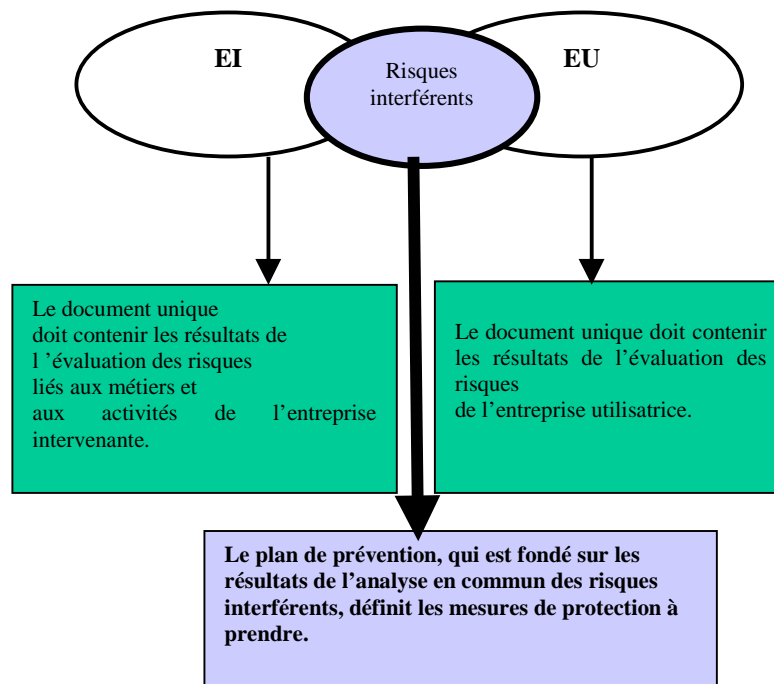 EI
Risques
interférents
EU
Le document unique
doit contenir les résultats de
l ’évaluation des risques
liés aux métiers et
aux activités de l’entreprise
intervenante.
Le document unique doit contenir
les résultats de l’évaluation des
risques
de l’entreprise utilisatrice.
Le plan de prévention, qui est fondé sur les
résultats de l’analyse en commun des risques
interférents, définit les mesures de protection à
prendre.